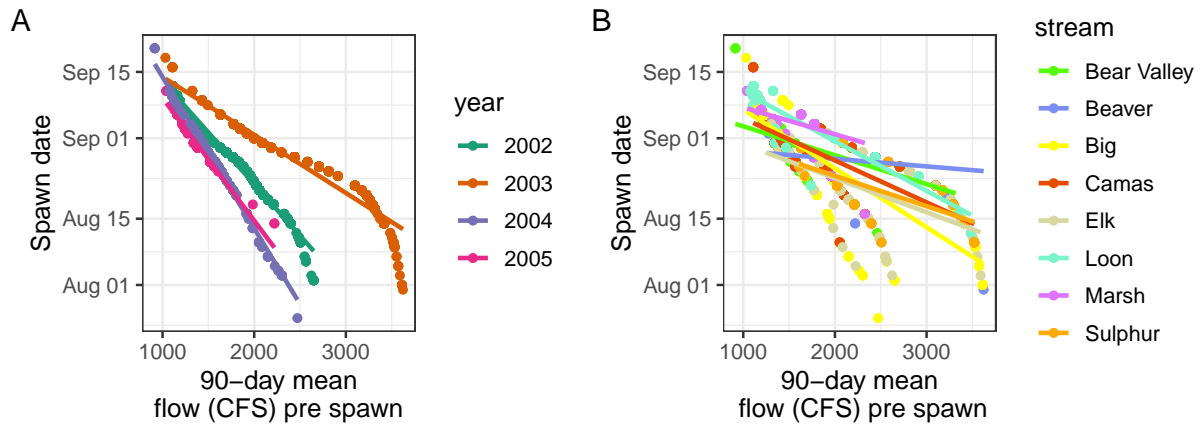 A
Spawn date
Sep 15
Sep 01
Aug 15
Aug 01
1000
2000
3000
90−day mean
flow (CFS) pre spawn
year
2002
2003
2004
2005
B
Spawn date
Sep 15
Sep 01
Aug 15
Aug 01
1000
2000
3000
90−day mean
flow (CFS) pre spawn
stream
Bear Valley
Beaver
Big
Camas
Elk
Loon
Marsh
Sulphur